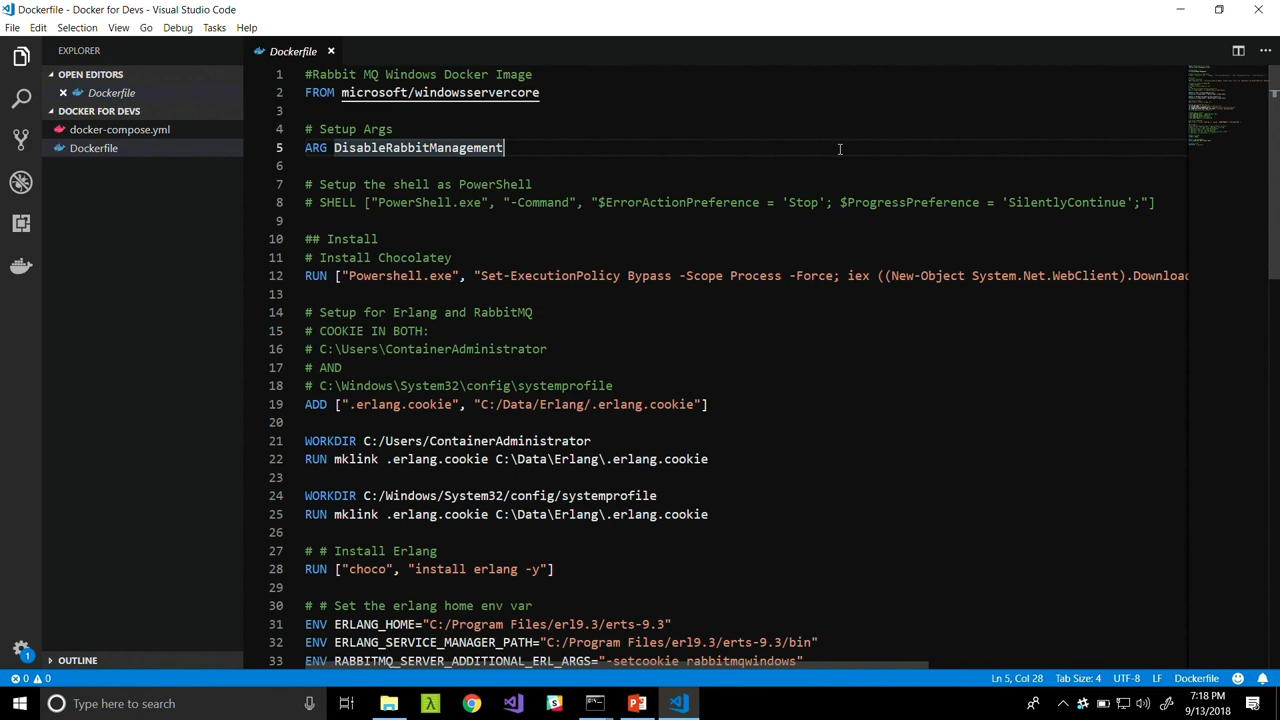 Dockerfile - Docker for Devs - Visual Studio Code
File Edit Selection View Go Debug Tasks Help
EXPLORER
OPEN EDITORS
Dockerfile
DOCKER FOR DEVS
docker-compose.yml
Dockerfile
OUTLINE
Dockerfile
1 #Rabbit MQ Windows Docker Image
2 FROM microsoft/windowsservercore
3
4 # Setup Args
5 ARG DisableRabbitManagement
6
7 # Setup the shell as PowerShell
8 # SHELL ["PowerShell.exe", "-Command", "$ErrorActionPreference = 'Stop'; $ProgressPreference = 'SilentlyContinue';"]
9
10 ## Install
11 # Install Chocolatey
12 RUN ["Powershell.exe", "Set-ExecutionPolicy Bypass -Scope Process -Force; iex ((New-Object System.Net.WebClient).Downloa
13
14 # Setup for Erlang and RabbitMQ
15 # COOKIE IN BOTH:
16 # C:\Users\ContainerAdministrator
17 # AND
18 # C:\Windows\System32\config\systemprofile
19 ADD [".erlang.cookie", "C:/Data/Erlang/.erlang.cookie"]
20
21 WORKDIR C:/Users/ContainerAdministrator
22 RUN mklink .erlang.cookie C:\Data\Erlang\.erlang.cookie
23
24 WORKDIR C:/Windows/System32/config/systemprofile
25 RUN mklink .erlang.cookie C:\Data\Erlang\.erlang.cookie
26
27 # # Install Erlang
28 RUN ["choco", "install erlang -y"]
29
30 # # Set the erlang home env var
31 ENV ERLANG_HOME="C:/Program Files/erl9.3/erts-9.3"
32 ENV ERLANG_SERVICE_MANAGER_PATH="C:/Program Files/erl9.3/erts-9.3/bin"
33 ENV RABBITMQ_SERVER_ADDITIONAL_ERL_ARGS="-setcookie rabbitmqwindows"
1
0 0 Ln 5, Col 28 Tab Size: 4 UTF-8 LF Dockerfile
Type here to search
7:18 PM
9/13/2018